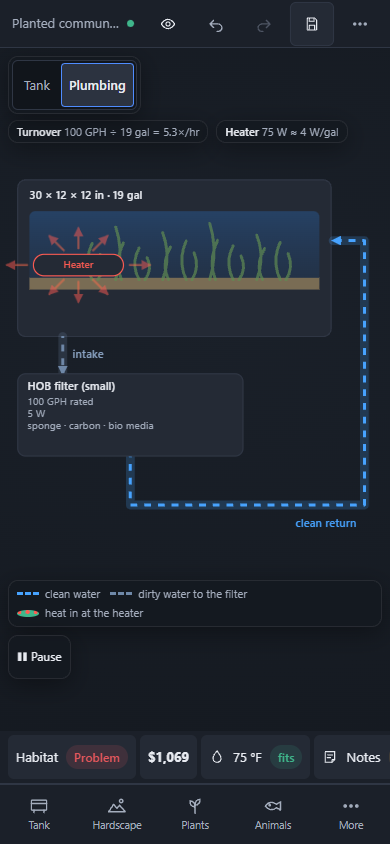 Planted commun...
Tank
Plumbing
Turnover 100 GPH ÷ 19 gal = 5.3×/hr
Heater 75 W ≈ 4 W/gal
30 × 12 × 12 in · 19 gal
Heater
intake
HOB filter (small)
100 GPH rated
5 W
sponge · carbon · bio media
clean return
clean water
dirty water to the filter
heat in at the heater
Pause
Habitat Problem
$1,069
75 °F fits
Notes
Tank
Hardscape
Plants
Animals
More